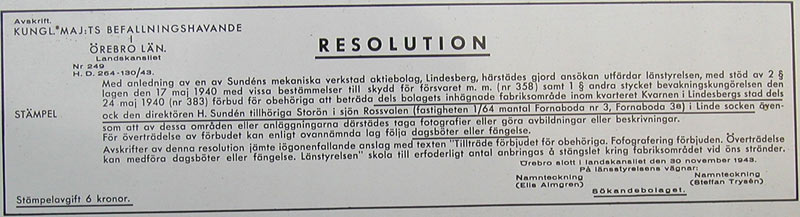 Avskrift.
KUNGL. MAJ:TS BEFALLNINGSHAVANDE
I
ÖREBRO LÄN.
Landskansliet
Nr 249
H. D. 264-130/43.
RESOLUTION
Med anledning av en av Sundéns mekaniska verkstad aktiebolag, Lindesberg, härstädes gjord ansökan utfärdar länstyrelsen, med stöd av 2 §
lagen den 17 maj 1940 med vissa bestämmelser till skydd för försvaret m. m. (nr 358) samt 1 § andra stycket bevakningskungörelsen den
24 maj 1940 (nr 383) förbud för obehöriga att beträda dels bolagets inhägnade fabriksområde inom kvarteret Kvarnen i Lindesbergs stad dels
STÄMPEL
ock den direktören H. Sundén tillhöriga Storön i sjön Rossvalen (fastigheten 1/64 mantal Fornaboda nr 3, Fornaboda 3a) i Linde socken även-
som att av dessa områden eller anläggningarna därstädes taga fotografier eller göra avbildningar eller beskrivningar.
För överträdelse av förbudet kan enligt ovannämnda lag följa dagsböter eller fängelse.
Avskrifter av denna resolution jämte iögonenfallande anslag med texten "Tillträde förbjudet för obehöriga. Fotografering förbjuden. Överträdelse
kan medföra dagsböter eller fängelse. Länstyrelsen" skola till erforderligt antal anbringas å stängslet kring fabriksområdet vid öns stränder.
Örebro slott i landskansliet den 30 november 1943.
På länsstyrelsens vägnar:
Namnteckning Namnteckning
(Elis Almgren) (Steffan Trysén)
Sökandebolaget.
Stämpelavgift 6 kronor.